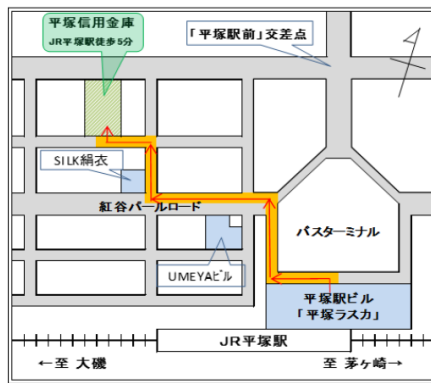 平塚信用金庫
JR平塚駅徒歩5分
「平塚駅前」交差点
SILK絹衣
紅谷パールロード
バスターミナル
UMEYAビル
平塚駅ビル
「平塚ラスカ」
JR平塚駅
←至 大磯
至 茅ヶ崎→